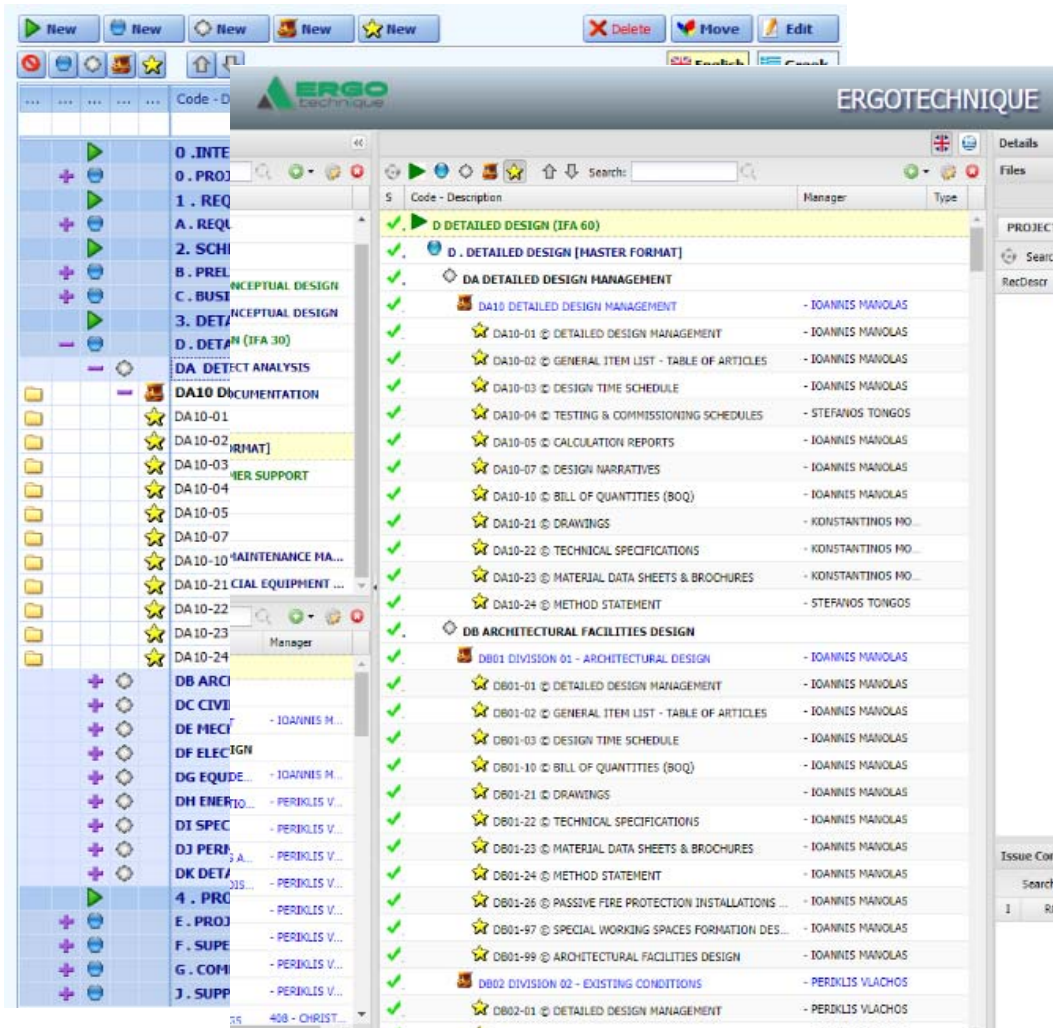 New New New New New Delete Move Edit
English Greek
Code - D
0 .INTE
0 . PROJ
1 . REQ
A . REQU
2. SCHE
B . PREL
C . BUSI
3. DETA
D . DETA
DA DET
DA10 D
DA10-01
DA10-02
DA10-03
DA10-04
DA10-05
DA10-07
DA10-10
DA10-21
DA10-22
DA10-23
DA10-24
DB ARCH
DC CIVI
DE MECH
DF ELEC
DG EQU
DH ENER
DI SPEC
DJ PERM
DK DETA
4 . PRO
E . PROJ
F . SUPE
G . COM
J . SUPP
ERGO
technique
ERGOTECHNIQUE
NCEPTUAL DESIGN
NCEPTUAL DESIGN
N (IFA 30)
ECT ANALYSIS
CUMENTATION
ORMAT]
MER SUPPORT
MAINTENANCE MA...
CIAL EQUIPMENT ...
Manager
- IOANNIS M...
IGN
DE... - IOANNIS M...
TIO... - PERIKLIS V...
- PERIKLIS V...
S A... - PERIKLIS V...
DIS... - PERIKLIS V...
- PERIKLIS V...
- PERIKLIS V...
- PERIKLIS V...
- PERIKLIS V...
GS 408 - CHRIST...
Search:
S Code - Description Manager Type
D DETAILED DESIGN (IFA 60)
D . DETAILED DESIGN [MASTER FORMAT]
DA DETAILED DESIGN MANAGEMENT
DA10 DETAILED DESIGN MANAGEMENT - IOANNIS MANOLAS
DA10-01 © DETAILED DESIGN MANAGEMENT - IOANNIS MANOLAS
DA10-02 © GENERAL ITEM LIST - TABLE OF ARTICLES - IOANNIS MANOLAS
DA10-03 © DESIGN TIME SCHEDULE - IOANNIS MANOLAS
DA10-04 © TESTING & COMMISSIONING SCHEDULES - STEFANOS TONGOS
DA10-05 © CALCULATION REPORTS - IOANNIS MANOLAS
DA10-07 © DESIGN NARRATIVES - IOANNIS MANOLAS
DA10-10 © BILL OF QUANTITIES (BOQ) - IOANNIS MANOLAS
DA10-21 © DRAWINGS - KONSTANTINOS MO...
DA10-22 © TECHNICAL SPECIFICATIONS - KONSTANTINOS MO...
DA10-23 © MATERIAL DATA SHEETS & BROCHURES - KONSTANTINOS MO...
DA10-24 © METHOD STATEMENT - STEFANOS TONGOS
DB ARCHITECTURAL FACILITIES DESIGN
DB01 DIVISION 01 - ARCHITECTURAL DESIGN - IOANNIS MANOLAS
DB01-01 © DETAILED DESIGN MANAGEMENT - IOANNIS MANOLAS
DB01-02 © GENERAL ITEM LIST - TABLE OF ARTICLES - IOANNIS MANOLAS
DB01-03 © DESIGN TIME SCHEDULE - IOANNIS MANOLAS
DB01-10 © BILL OF QUANTITIES (BOQ) - IOANNIS MANOLAS
DB01-21 © DRAWINGS - IOANNIS MANOLAS
DB01-22 © TECHNICAL SPECIFICATIONS - IOANNIS MANOLAS
DB01-23 © MATERIAL DATA SHEETS & BROCHURES - IOANNIS MANOLAS
DB01-24 © METHOD STATEMENT - IOANNIS MANOLAS
DB01-26 © PASSIVE FIRE PROTECTION INSTALLATIONS ... - IOANNIS MANOLAS
DB01-97 © SPECIAL WORKING SPACES FORMATION DES... - IOANNIS MANOLAS
DB01-99 © ARCHITECTURAL FACILITIES DESIGN - IOANNIS MANOLAS
DB02 DIVISION 02 - EXISTING CONDITIONS - PERIKLIS VLACHOS
DB02-01 © DETAILED DESIGN MANAGEMENT - PERIKLIS VLACHOS
Details
Files
PROJECT
Searc
RecDescr
Issue Con
Search
I R